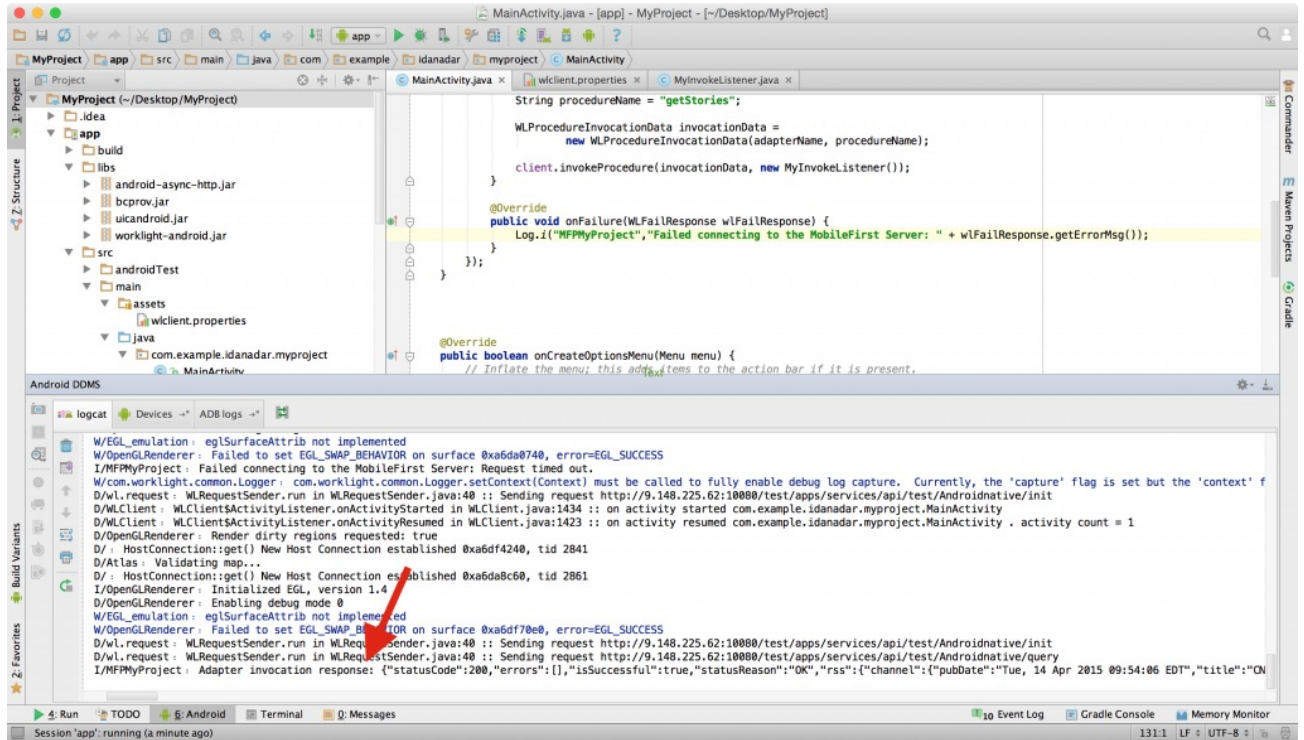 MainActivity.java - [app] - MyProject - [~/Desktop/MyProject]
app
MyProject app src main java com example idanadar myproject MainActivity
Project
MainActivity.java wlclient.properties MyInvokeListener.java
1: Project
Z: Structure
Build Variants
2: Favorites
Commander
Maven Projects
Gradle
MyProject (~/Desktop/MyProject)
.idea
app
build
libs
android-async-http.jar
bcprov.jar
uicandroid.jar
worklight-android.jar
src
androidTest
main
assets
wlclient.properties
java
com.example.idanadar.myproject
MainActivity
String procedureName = "getStories";
WLProcedureInvocationData invocationData =
new WLProcedureInvocationData(adapterName, procedureName);
client.invokeProcedure(invocationData, new MyInvokeListener());
}
@Override
public void onFailure(WLFailResponse wlFailResponse) {
Log.i("MFPMyProject","Failed connecting to the MobileFirst Server: " + wlFailResponse.getErrorMsg());
}
});
}
@Override
public boolean onCreateOptionsMenu(Menu menu) {
// Inflate the menu; this adds items to the action bar if it is present.
Text
Android DDMS
logcat Devices ADB logs
W/EGL_emulation﹕ eglSurfaceAttrib not implemented
W/OpenGLRenderer﹕ Failed to set EGL_SWAP_BEHAVIOR on surface 0xa6da0740, error=EGL_SUCCESS
I/MFPMyProject﹕ Failed connecting to the MobileFirst Server: Request timed out.
W/com.worklight.common.Logger﹕ com.worklight.common.Logger.setContext(Context) must be called to fully enable debug log capture.  Currently, the 'capture' flag is set but the 'context' f
D/wl.request﹕ WLRequestSender.run in WLRequestSender.java:40 :: Sending request http://9.148.225.62:10080/test/apps/services/api/test/Androidnative/init
D/WLClient﹕ WLClient$ActivityListener.onActivityStarted in WLClient.java:1434 :: on activity started com.example.idanadar.myproject.MainActivity
D/WLClient﹕ WLClient$ActivityListener.onActivityResumed in WLClient.java:1423 :: on activity resumed com.example.idanadar.myproject.MainActivity . activity count = 1
D/OpenGLRenderer﹕ Render dirty regions requested: true
D/﹕ HostConnection::get() New Host Connection established 0xa6df4240, tid 2841
D/Atlas﹕ Validating map...
D/﹕ HostConnection::get() New Host Connection established 0xa6da8c60, tid 2861
I/OpenGLRenderer﹕ Initialized EGL, version 1.4
D/OpenGLRenderer﹕ Enabling debug mode 0
W/EGL_emulation﹕ eglSurfaceAttrib not implemented
W/OpenGLRenderer﹕ Failed to set EGL_SWAP_BEHAVIOR on surface 0xa6df70e0, error=EGL_SUCCESS
D/wl.request﹕ WLRequestSender.run in WLRequestSender.java:40 :: Sending request http://9.148.225.62:10080/test/apps/services/api/test/Androidnative/init
D/wl.request﹕ WLRequestSender.run in WLRequestSender.java:40 :: Sending request http://9.148.225.62:10080/test/apps/services/api/test/Androidnative/query
I/MFPMyProject﹕ Adapter invocation response: {"statusCode":200,"errors":[],"isSuccessful":true,"statusReason":"OK","rss":{"channel":{"pubDate":"Tue, 14 Apr 2015 09:54:06 EDT","title":"CN
4: Run TODO 6: Android Terminal 0: Messages 10 Event Log Gradle Console Memory Monitor
Session 'app': running (a minute ago) 131:1 LF UTF-8